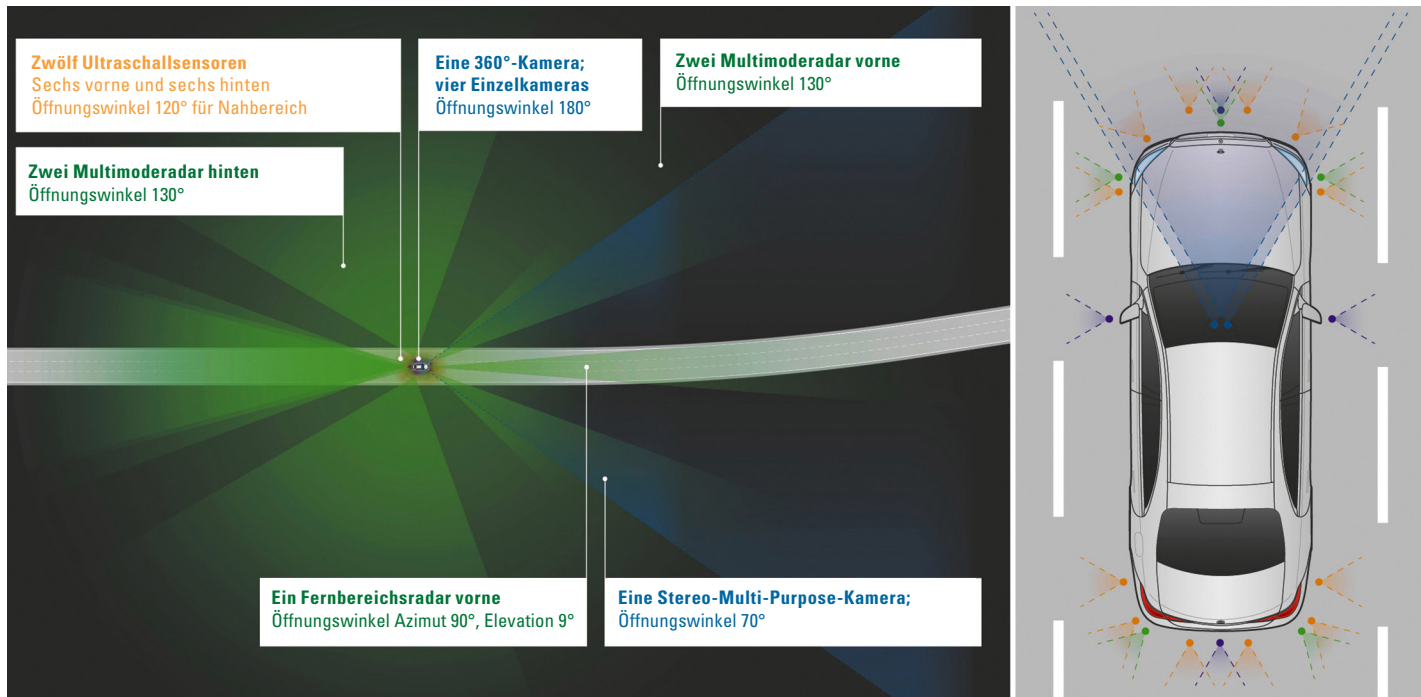 Zwölf Ultraschallsensoren
Sechs vorne und sechs hinten
Öffnungswinkel 120° für Nahbereich
Eine 360°-Kamera;
vier Einzelkameras
Öffnungswinkel 180°
Zwei Multimoderadar vorne
Öffnungswinkel 130°
Zwei Multimoderadar hinten
Öffnungswinkel 130°
Ein Fernbereichsradar vorne
Öffnungswinkel Azimut 90°, Elevation 9°
Eine Stereo-Multi-Purpose-Kamera;
Öffnungswinkel 70°